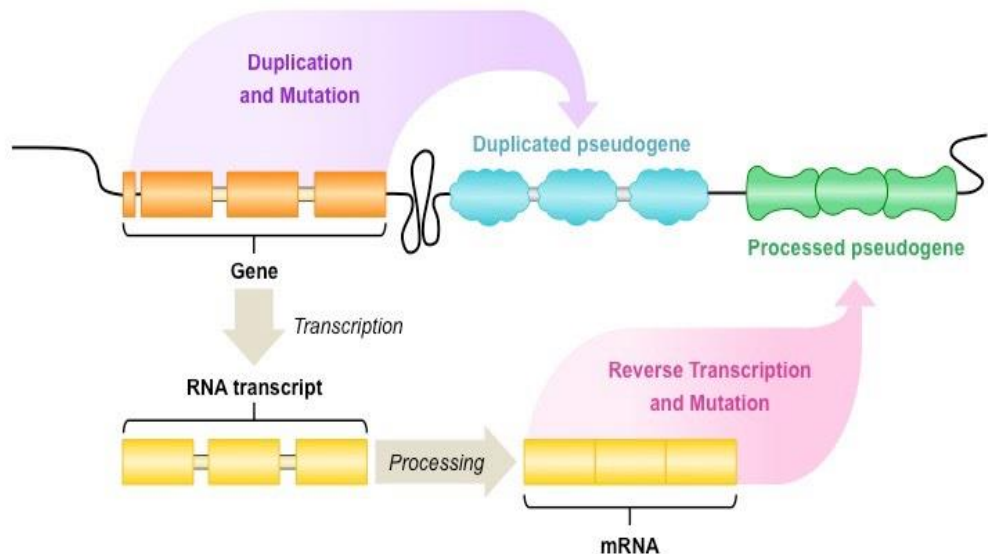 Duplication
and Mutation
Duplicated pseudogene
Processed pseudogene
Gene
Transcription
Reverse Transcription
and Mutation
RNA transcript
Processing
mRNA